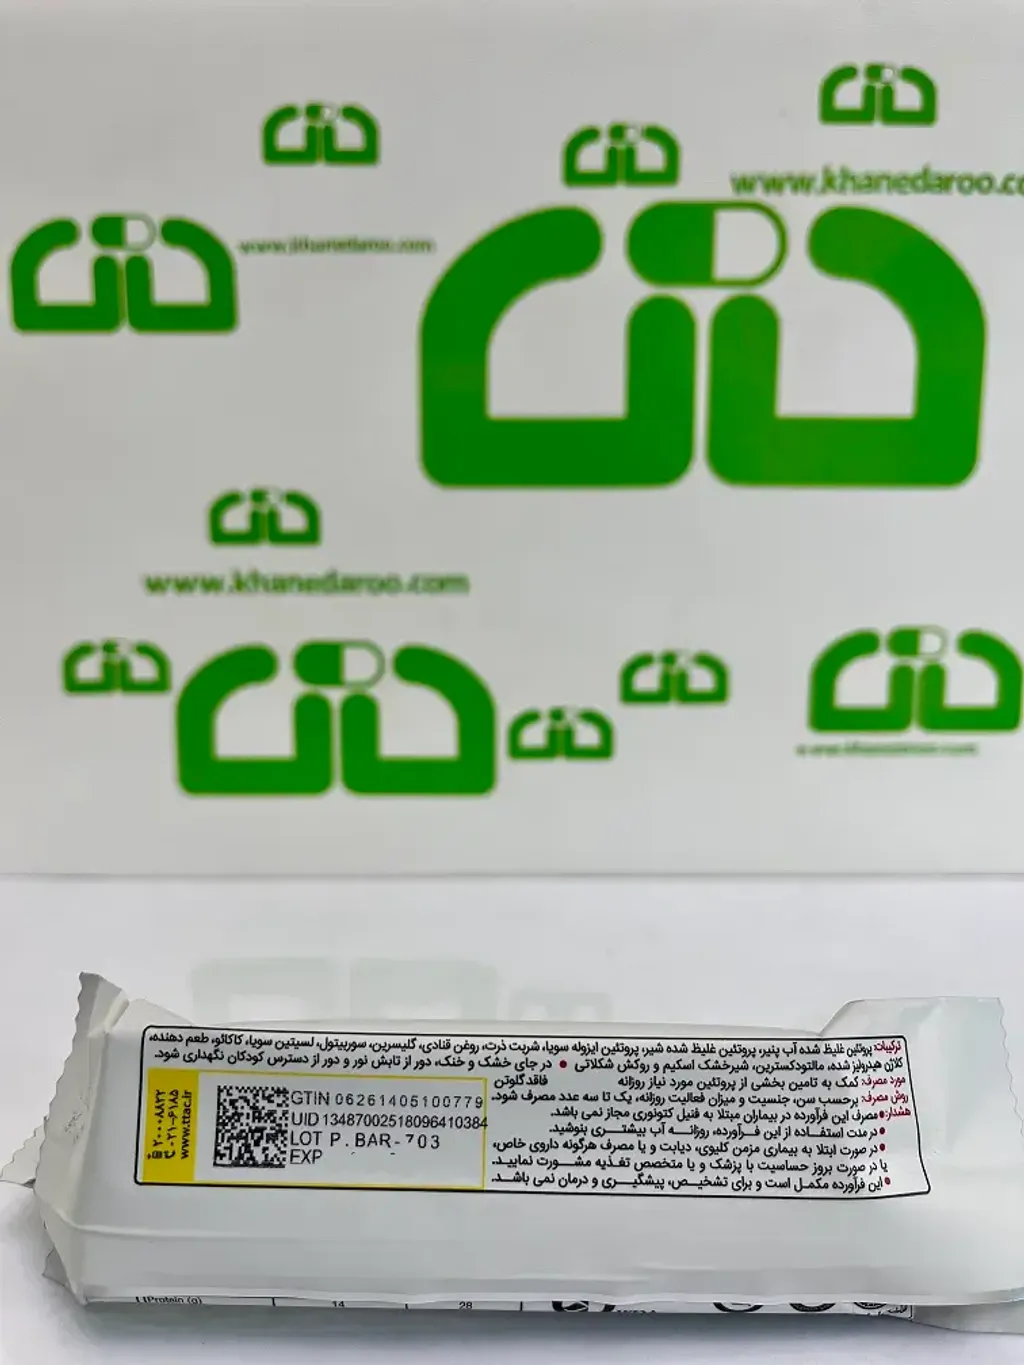 www.khanedaroo.co
www.khanedaroo.com
www.khanedaroo.com
ترکیبات: پروتئین غلیظ شده آب پنیر، پروتئین غلیظ شده شیر، پروتئین ایزوله سویا، شربت ذرت، روغن قنادی، گلیسرین، سوربیتول، لسیتین سویا، کاکائو، طعم دهنده،
کلاژن هیدرولیز شده، مالتودکسترین، شیرخشک اسکیم و روکش شکلاتی • در جای خشک و خنک، دور از تابش نور و دور از دسترس کودکان نگهداری شود.
مورد مصرف: کمک به تامین بخشی از پروتئین مورد نیاز روزانه فاقد گلوتن
روش مصرف: برحسب سن، جنسیت و میزان فعالیت روزانه، یک تا سه عدد مصرف شود.
هشدار: • مصرف این فرآورده در بیماران مبتلا به فنیل کتونوری مجاز نمی باشد.
• در مدت استفاده از این فرآورده، روزانه آب بیشتری بنوشید.
• در صورت ابتلا به بیماری مزمن کلیوی، دیابت و یا مصرف هرگونه داروی خاص،
یا در صورت بروز حساسیت با پزشک و یا متخصص تغذیه مشورت نمایید.
• این فرآورده مکمل است و برای تشخیص، پیشگیری و درمان نمی باشد.
GTIN 06261405100779
UID 13487002518096410384
LOT P.BAR-703
EXP
۲۰۰۰۸۸۲۲
۰۲۱-۶۱۸۵
www.ttac.ir
Protein (g) 14 28